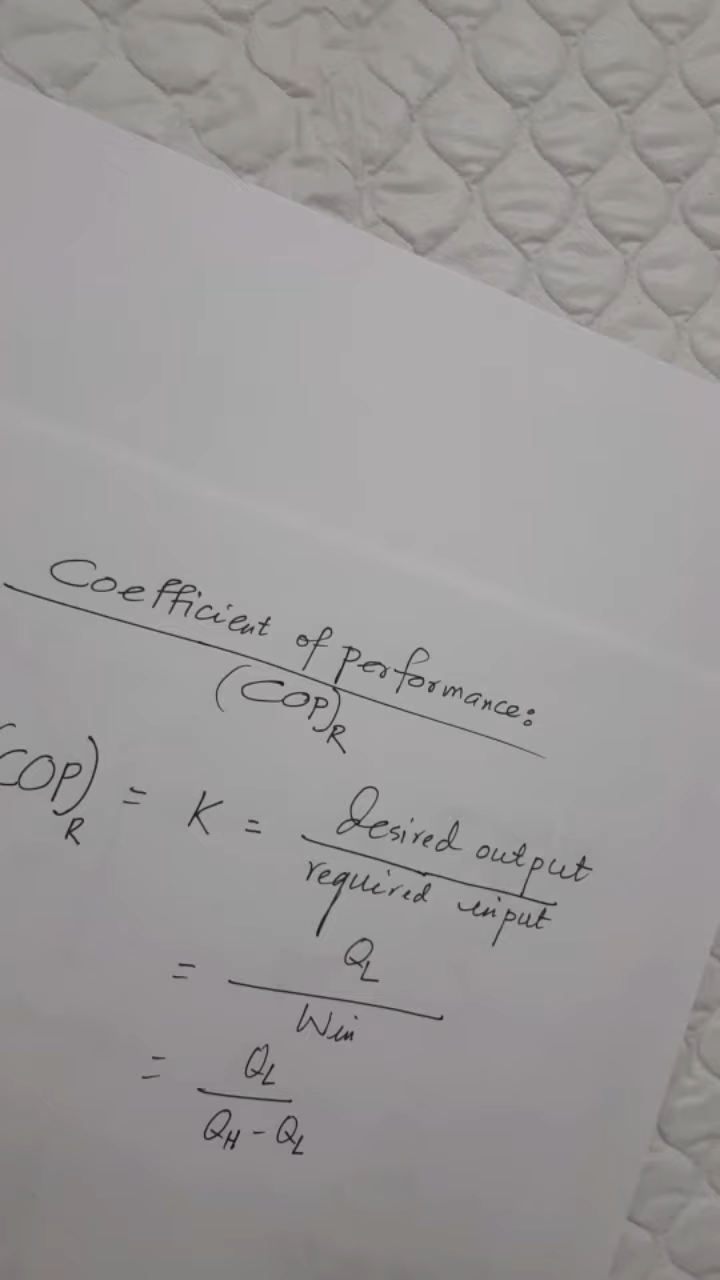 Coefficient of performance:
(COP)R
(COP)R = K = desired output / required input
= QL / Win
= QL / QH - QL